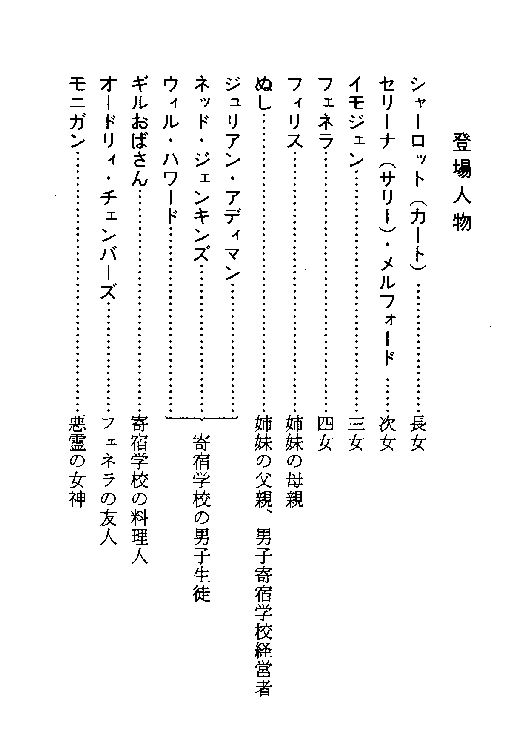 登場人物
シャーロット（カート）……………………長女
セリーナ（サリー）・メルフォード……次女
イモジェン……………………………………三女
フェネラ………………………………………四女
フィリス………………………………………姉妹の母親
ぬし……………………………………………姉妹の父親、男子寄宿学校経営者
ジュリアン・アディマン……………………
ネッド・ジェンキンズ………………………寄宿学校の男子生徒
ウィル・ハワード……………………………
ギルおばさん…………………………………寄宿学校の料理人
オードリィ・チェンバーズ…………………フェネラの友人
モニガン………………………………………悪霊の女神